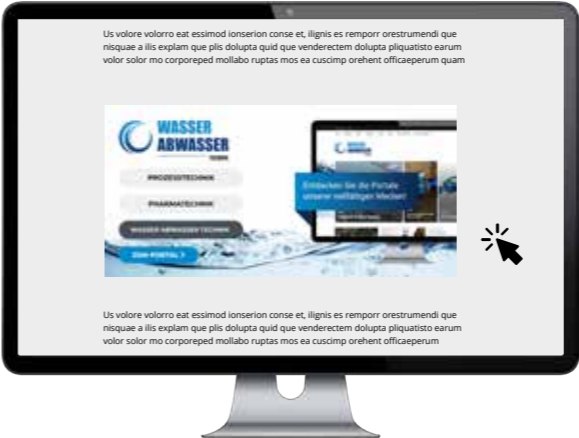 Us volore volorro eat essimod ionserion conse et, ilignis es remporr orestrumendi que
nisquae a ilis explam que plis dolupta quid que venderectem dolupta pliquatisto earum
volor solor mo corporeped mollabo ruptas mos ea cuscimp orehent officaeperum quam
WASSER
ABWASSER
TECHNIK
PROZESSTECHNIK
PHARMATECHNIK
WASSER ABWASSER TECHNIK
ZUM PORTAL >
Entdecken Sie die Portale
unserer vielfältigen Medien!
Us volore volorro eat essimod ionserion conse et, ilignis es remporr orestrumendi que
nisquae a ilis explam que plis dolupta quid que venderectem dolupta pliquatisto earum
volor solor mo corporeped mollabo ruptas mos ea cuscimp orehent officaeperum